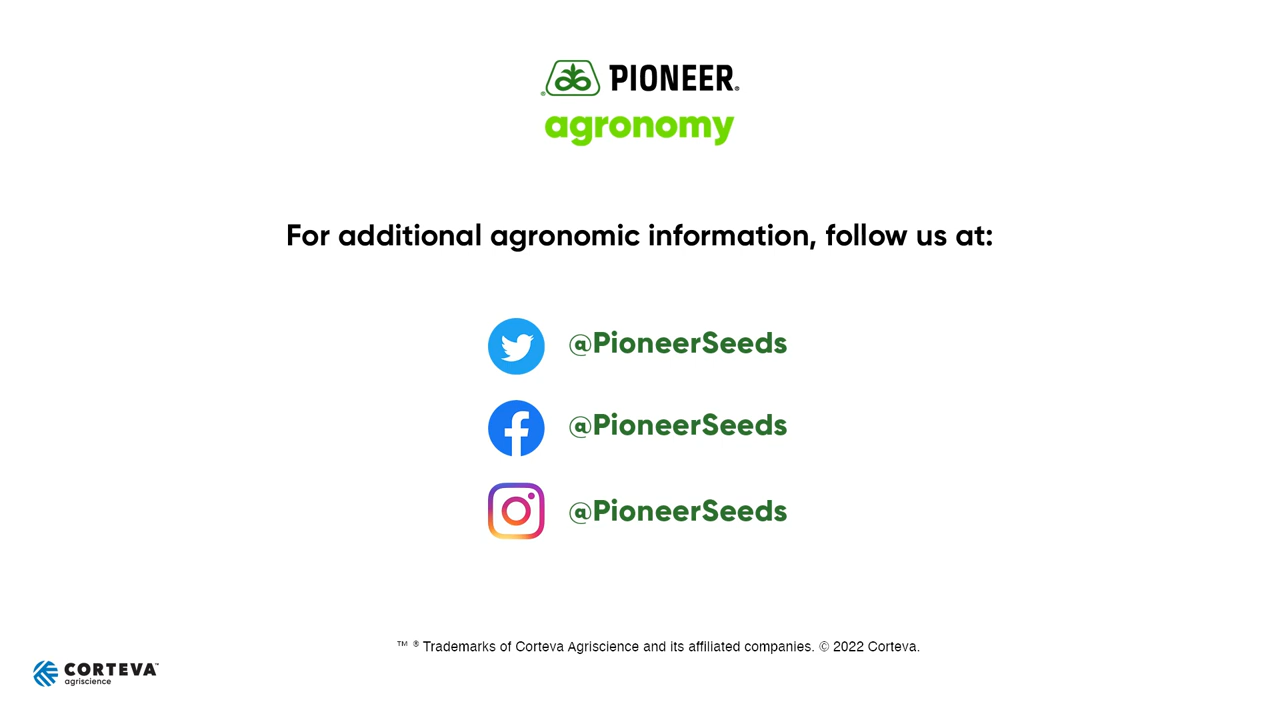 PIONEER®
®
agronomy
For additional agronomic information, follow us at:
@PioneerSeeds
@PioneerSeeds
@PioneerSeeds
™ ® Trademarks of Corteva Agriscience and its affiliated companies. © 2022 Corteva.
CORTEVA™
agriscience